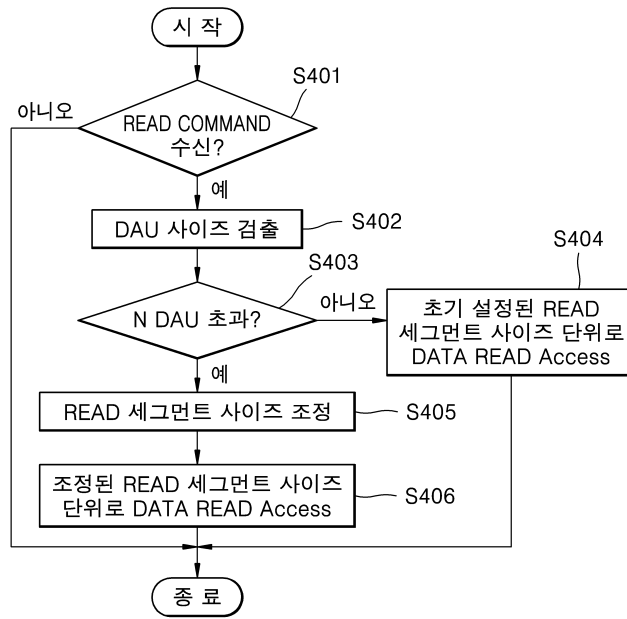 시 작
S401
아니오
READ COMMAND
수신?
예
DAU 사이즈 검출
S402
S403
S404
N DAU 초과?
아니오
초기 설정된 READ
세그먼트 사이즈 단위로
DATA READ Access
예
READ 세그먼트 사이즈 조정
S405
조정된 READ 세그먼트 사이즈
단위로 DATA READ Access
S406
종 료